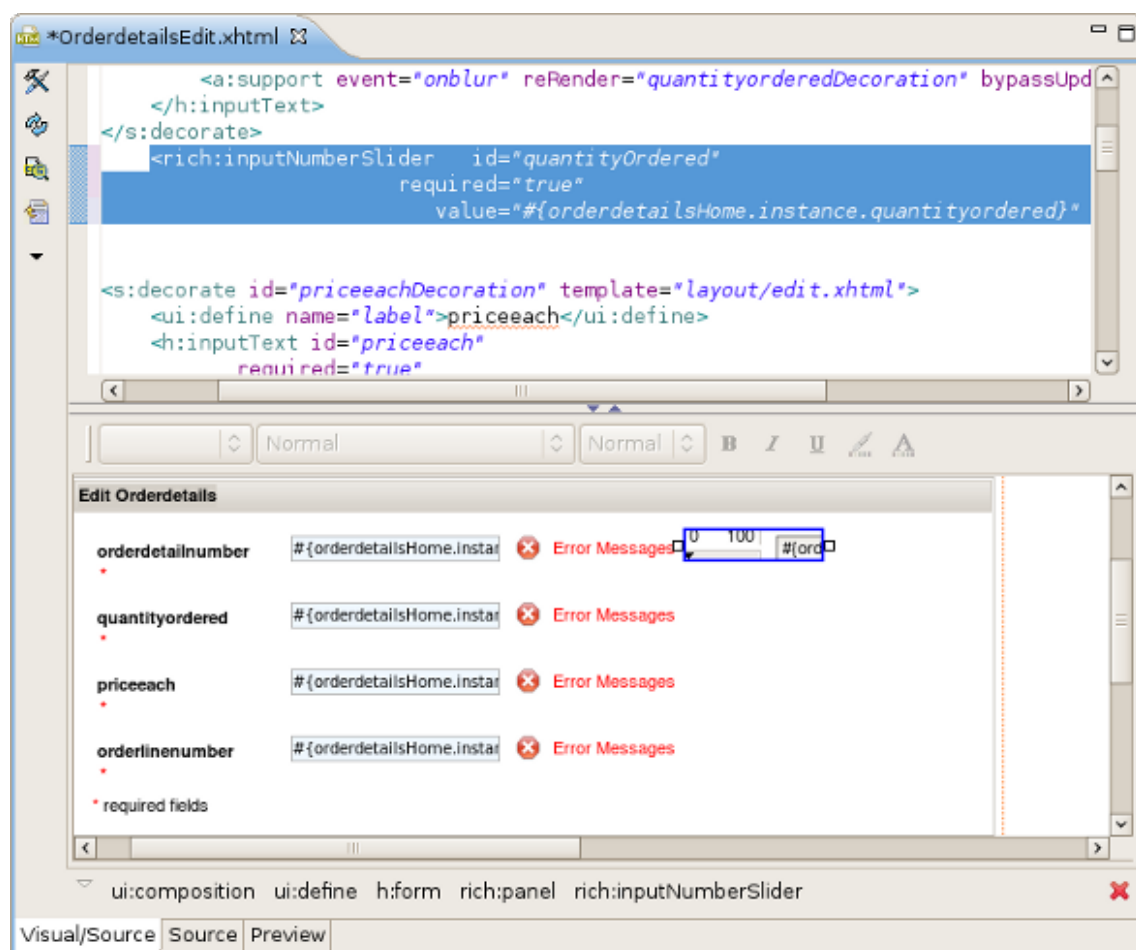 *OrderdetailsEdit.xhtml
<a:support event="onblur" reRender="quantityorderedDecoration" bypassUpd
</h:inputText>
</s:decorate>
<rich:inputNumberSlider id="quantityOrdered"
required="true"
value="#{orderdetailsHome.instance.quantityordered}"
<s:decorate id="priceeachDecoration" template="layout/edit.xhtml">
<ui:define name="label">priceeach</ui:define>
<h:inputText id="priceeach"
required="true"
Normal Normal B I U A
Edit Orderdetails
orderdetailnumber #{orderdetailsHome.instar Error Messages 0 100 #{ord
*
quantityordered #{orderdetailsHome.instar Error Messages
*
priceeach #{orderdetailsHome.instar Error Messages
*
orderlinenumber #{orderdetailsHome.instar Error Messages
*
* required fields
ui:composition ui:define h:form rich:panel rich:inputNumberSlider
Visual/Source Source Preview